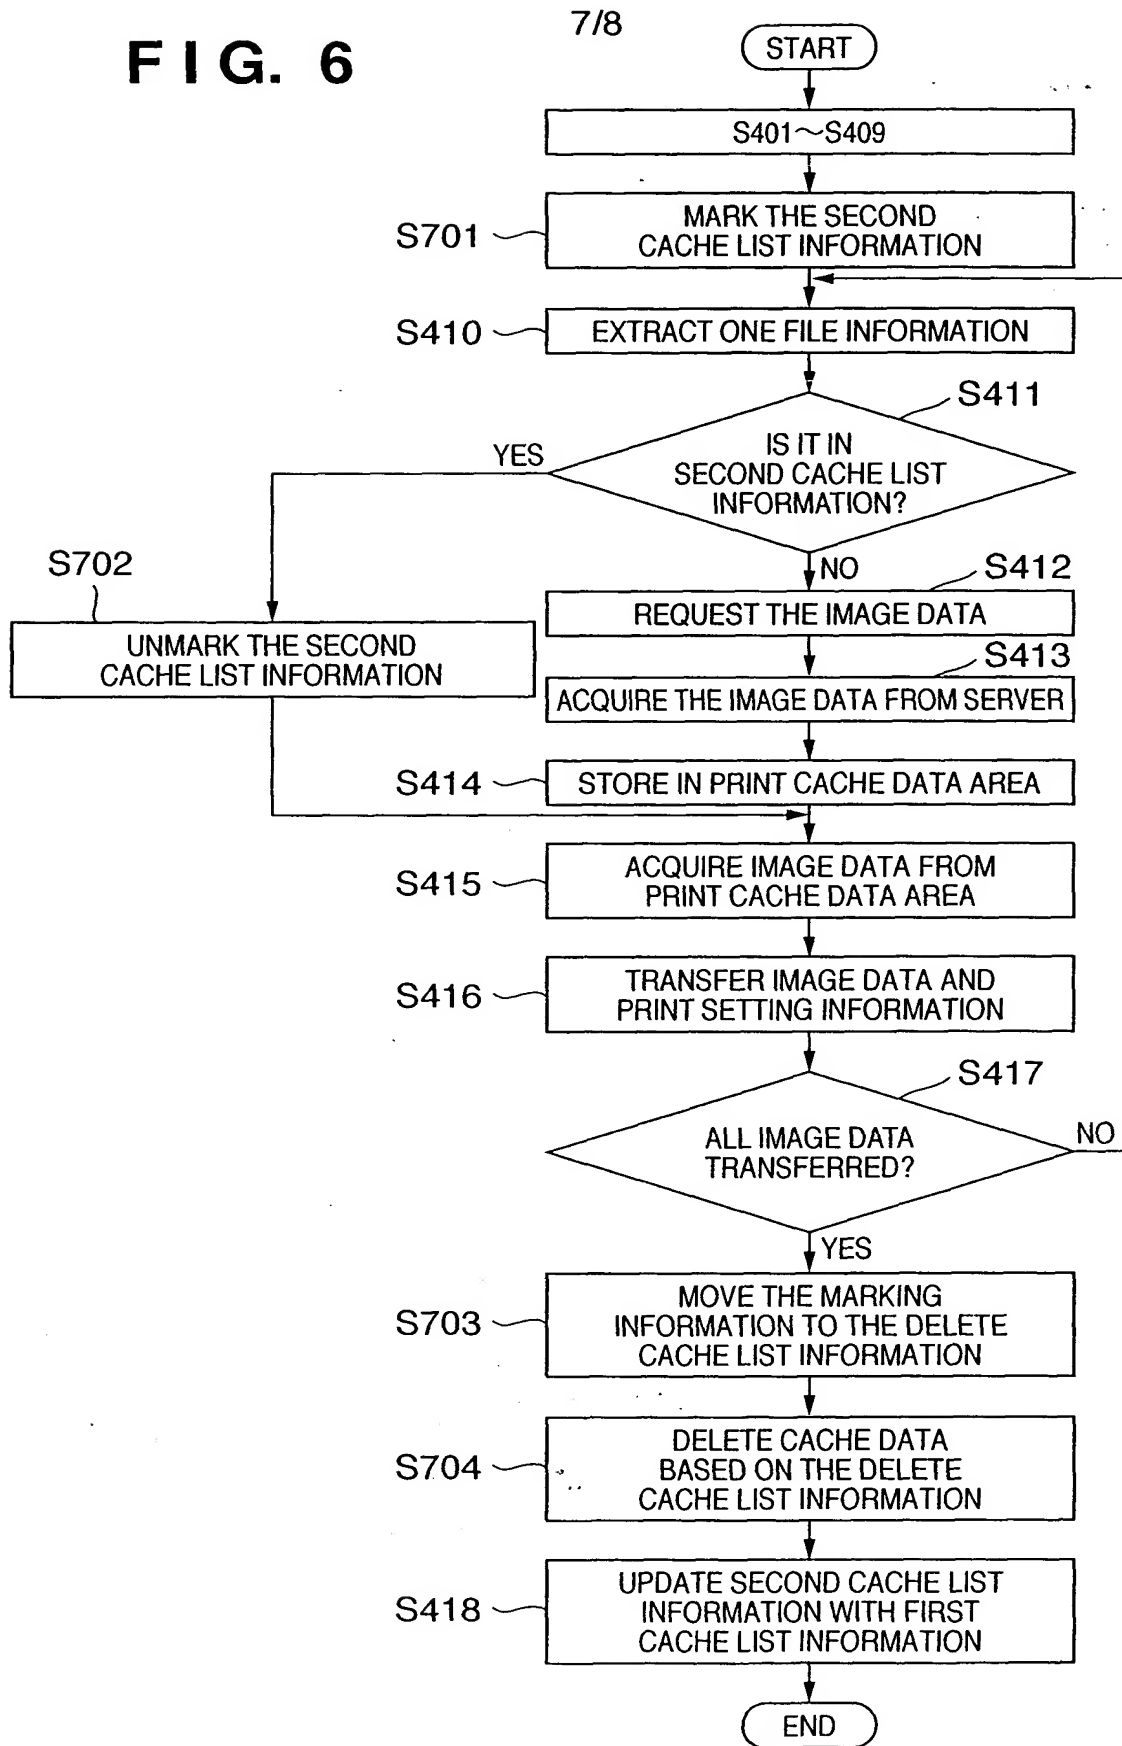 7/8
FIG. 6
START
S401~S409
S701
MARK THE SECOND
CACHE LIST INFORMATION
S410
EXTRACT ONE FILE INFORMATION
S411
IS IT IN
SECOND CACHE LIST
INFORMATION?
YES
NO
S702
UNMARK THE SECOND
CACHE LIST INFORMATION
S412
REQUEST THE IMAGE DATA
S413
ACQUIRE THE IMAGE DATA FROM SERVER
S414
STORE IN PRINT CACHE DATA AREA
S415
ACQUIRE IMAGE DATA FROM
PRINT CACHE DATA AREA
S416
TRANSFER IMAGE DATA AND
PRINT SETTING INFORMATION
S417
ALL IMAGE DATA
TRANSFERRED?
NO
YES
S703
MOVE THE MARKING
INFORMATION TO THE DELETE
CACHE LIST INFORMATION
S704
DELETE CACHE DATA
BASED ON THE DELETE
CACHE LIST INFORMATION
S418
UPDATE SECOND CACHE LIST
INFORMATION WITH FIRST
CACHE LIST INFORMATION
END